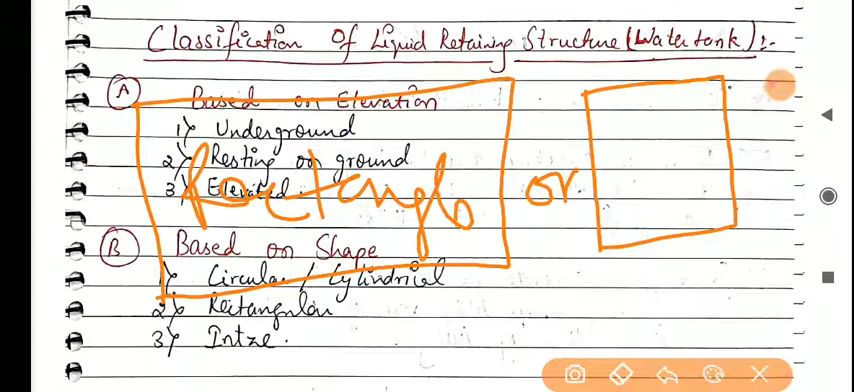 Classification Of Liquid Retaining Structure (Water tank) :-
A Based on Elevation
1) Underground
2) Resting on ground
3) Elevated.
Rectangle or
B Based on Shape
1) Circular / Cylindrical
2) Rectangular
3) Intze.